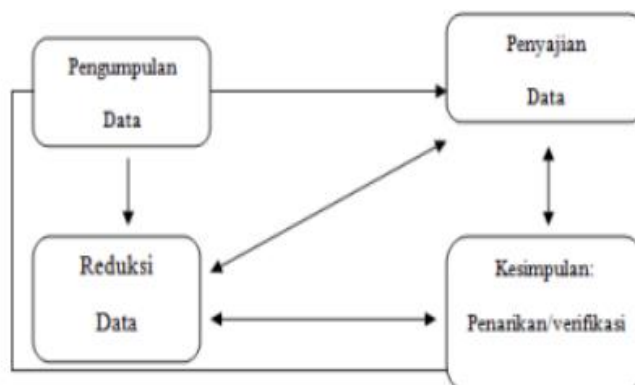 Pengumpulan
Data
Penyajian
Data
Reduksi
Data
Kesimpulan:
Penarikan/verifikasi